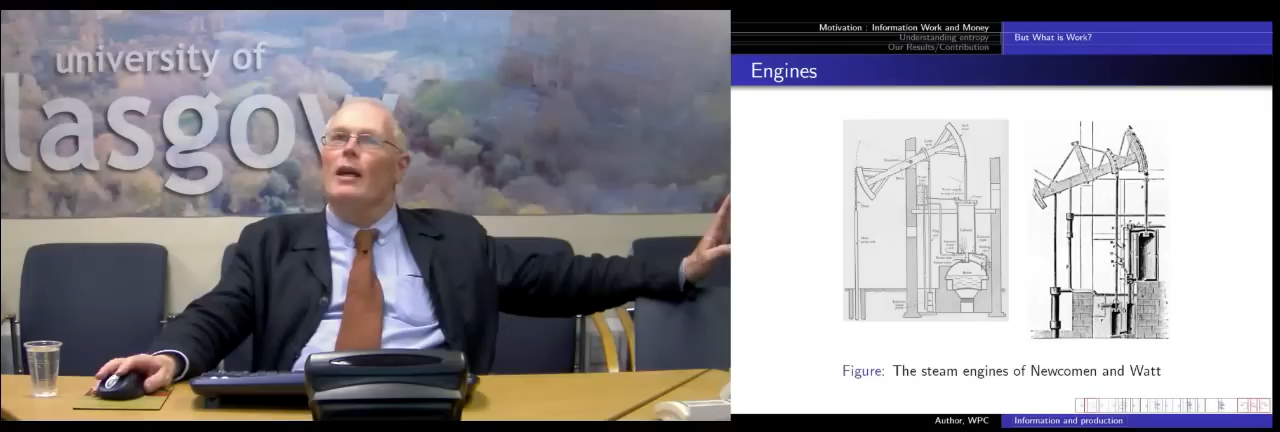 university of
lasgow
Motivation : Information Work and Money
Understanding entropy
Our Results/Contribution
But What is Work?
Engines
Figure: The steam engines of Newcomen and Watt
Author, WPC
Information and production